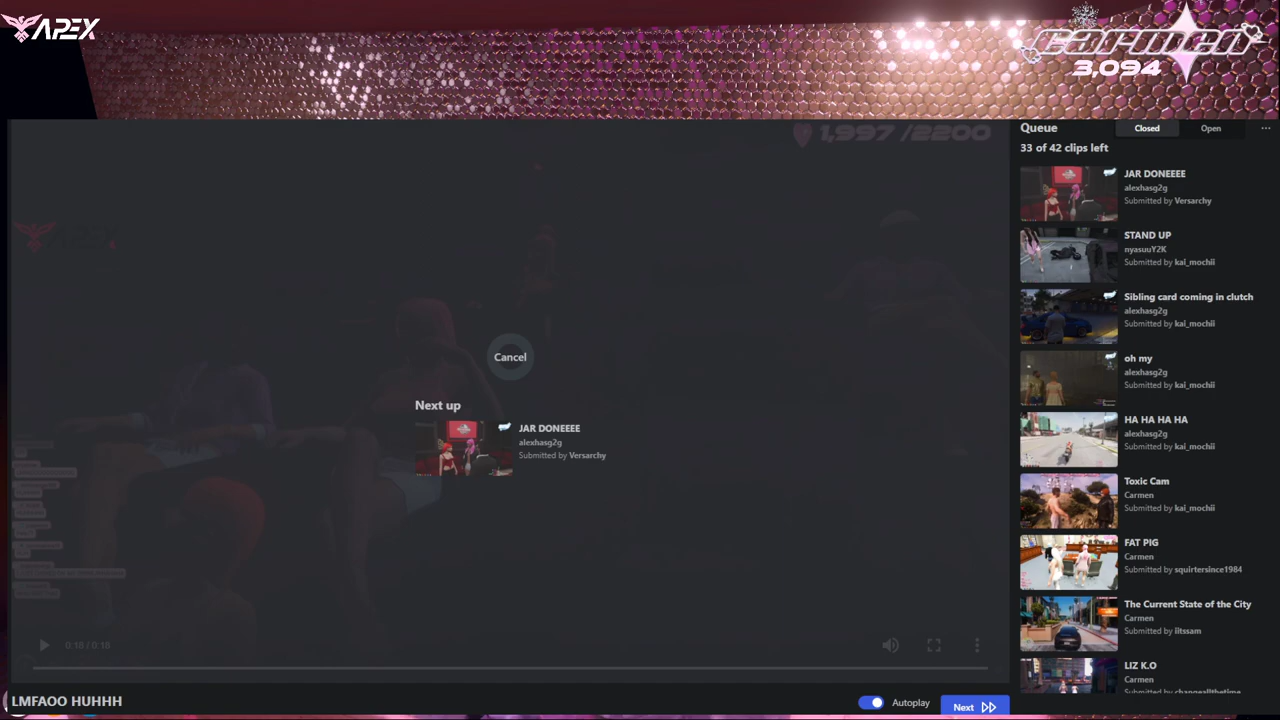 APEX
carmen
3,094
1,997 /2200
Queue
Closed
Open
33 of 42 clips left
JAR DONEEEE
alexhasg2g
Submitted by Versarchy
STAND UP
nyasuuY2K
Submitted by kai_mochii
Sibling card coming in clutch
alexhasg2g
Submitted by kai_mochii
oh my
alexhasg2g
Submitted by kai_mochii
HA HA HA HA
alexhasg2g
Submitted by kai_mochii
Toxic Cam
Carmen
Submitted by kai_mochii
FAT PIG
Carmen
Submitted by squirtersince1984
The Current State of the City
Carmen
Submitted by iitssam
LIZ K.O
Carmen
Submitted by changeallthetime
Cancel
Next up
JAR DONEEEE
alexhasg2g
Submitted by Versarchy
0:18 / 0:18
LMFAOO HUHHH
Autoplay
Next